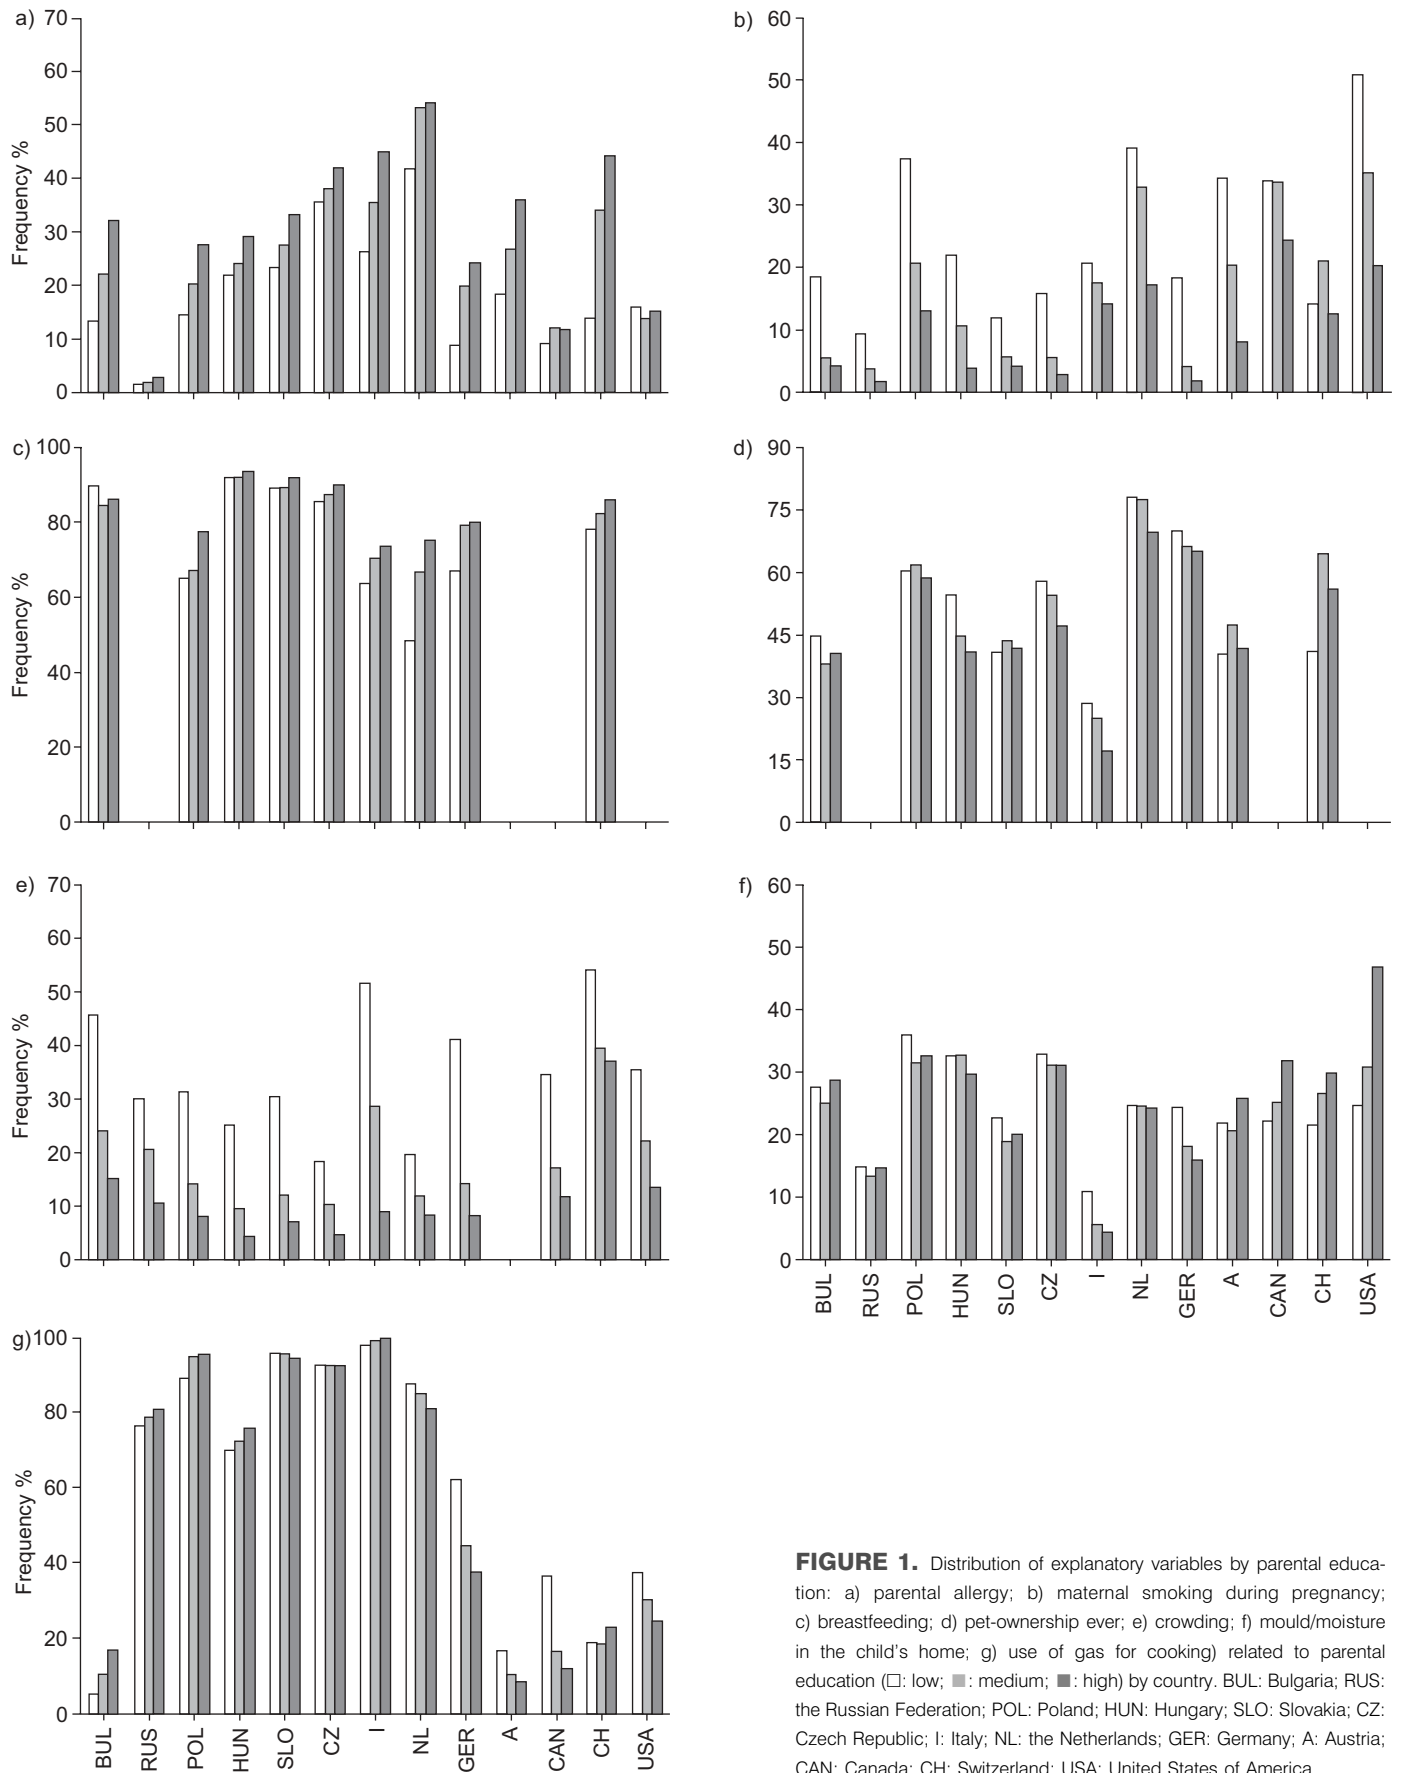 a) 70
60
50
40
30
20
10
0
Frequency %
b) 60
50
40
30
20
10
0
c) 100
80
60
40
20
0
Frequency %
d) 90
75
60
45
30
15
0
e) 70
60
50
40
30
20
10
0
Frequency %
f) 60
50
40
30
20
10
0
BUL RUS POL HUN SLO CZ I NL GER A CAN CH USA
g) 100
80
60
40
20
0
Frequency %
BUL RUS POL HUN SLO CZ I NL GER A CAN CH USA
FIGURE 1. Distribution of explanatory variables by parental educa-
tion: a) parental allergy; b) maternal smoking during pregnancy;
c) breastfeeding; d) pet-ownership ever; e) crowding; f) mould/moisture
in the child's home; g) use of gas for cooking) related to parental
education (□: low; ■: medium; ■: high) by country. BUL: Bulgaria; RUS:
the Russian Federation; POL: Poland; HUN: Hungary; SLO: Slovakia; CZ:
Czech Republic; I: Italy; NL: the Netherlands; GER: Germany; A: Austria;
CAN: Canada; CH: Switzerland; USA: United States of America